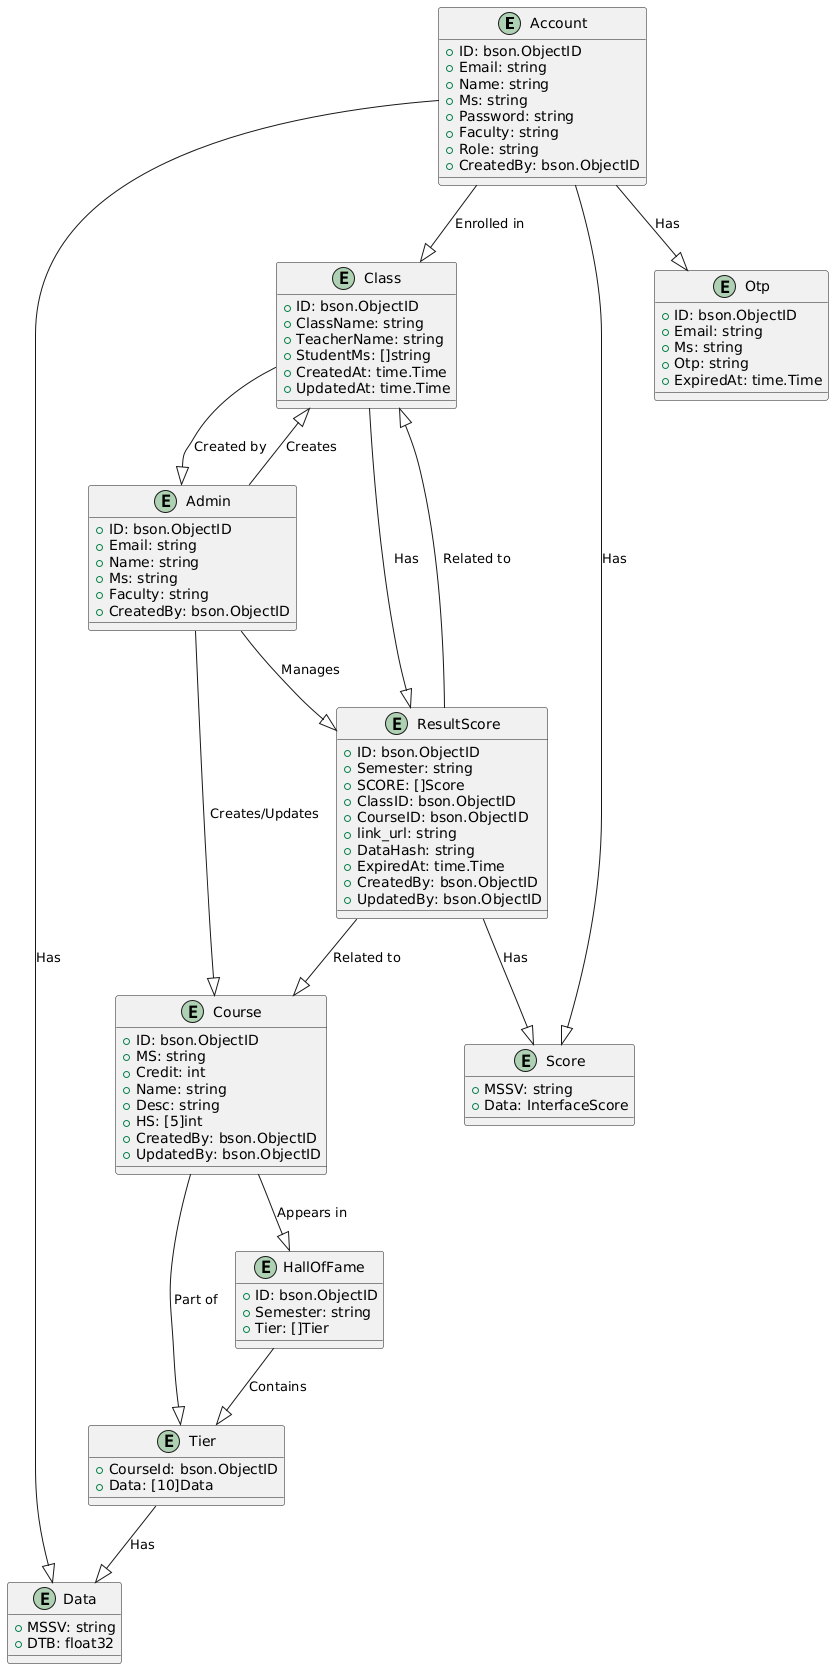 E Account
ID: bson.ObjectID
Email: string
Name: string
Ms: string
Password: string
Faculty: string
Role: string
CreatedBy: bson.ObjectID
Enrolled in
Has
E Class
ID: bson.ObjectID
ClassName: string
TeacherName: string
StudentMs: []string
CreatedAt: time.Time
UpdatedAt: time.Time
E Otp
ID: bson.ObjectID
Email: string
Ms: string
Otp: string
ExpiredAt: time.Time
Created by
Creates
E Admin
ID: bson.ObjectID
Email: string
Name: string
Ms: string
Faculty: string
CreatedBy: bson.ObjectID
Has
Related to
Has
Manages
E ResultScore
ID: bson.ObjectID
Semester: string
SCORE: []Score
ClassID: bson.ObjectID
CourseID: bson.ObjectID
link_url: string
DataHash: string
ExpiredAt: time.Time
CreatedBy: bson.ObjectID
UpdatedBy: bson.ObjectID
Creates/Updates
Has
Related to
Has
E Course
ID: bson.ObjectID
MS: string
Credit: int
Name: string
Desc: string
HS: [5]int
CreatedBy: bson.ObjectID
UpdatedBy: bson.ObjectID
E Score
MSSV: string
Data: InterfaceScore
Appears in
Part of
E HallOfFame
ID: bson.ObjectID
Semester: string
Tier: []Tier
Contains
E Tier
CourseId: bson.ObjectID
Data: [10]Data
Has
E Data
MSSV: string
DTB: float32